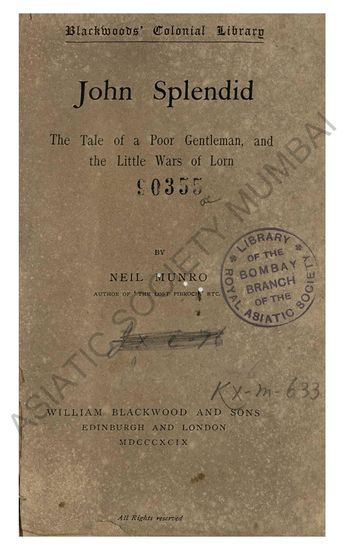 Blackwoods' Colonial Library
John Splendid
The Tale of a Poor Gentleman, and
the Little Wars of Lorn
90355
BY
NEIL MUNRO
AUTHOR OF 'THE LOST PIBROCH,' ETC.
LIBRARY
OF THE
BOMBAY
BRANCH
OF THE
ROYAL ASIATIC SOCIETY
Kx-m-633
WILLIAM BLACKWOOD AND SONS
EDINBURGH AND LONDON
MDCCCXCIX
All Rights reserved
ASIATIC SOCIETY MUMBAI